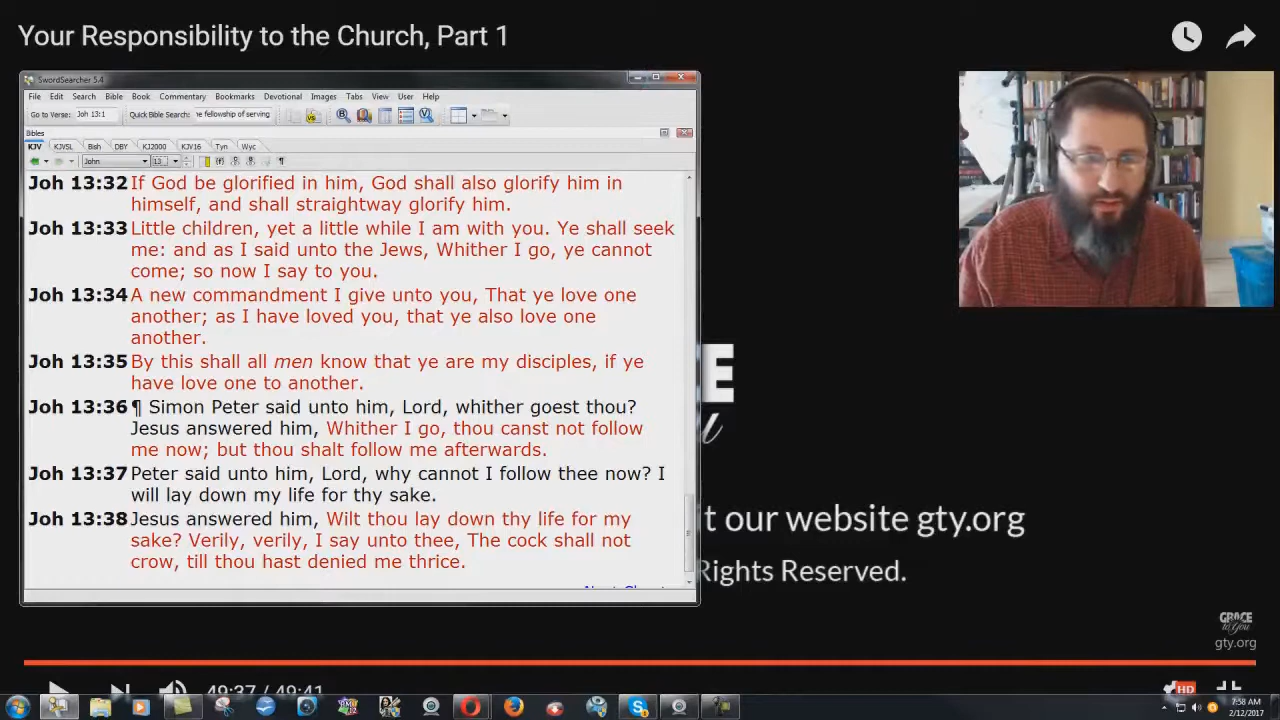 Your Responsibility to the Church, Part 1
SwordSearcher 5.4
File Edit Search Bible Book Commentary Bookmarks Devotional Images Tabs View User Help
Go to Verse: Joh 13:1 Quick Bible Search: he fellowship of serving
Bibles
KJV KJVSL Bish DBY KJ2000 KJV16 Tyn Wyc
John 13
Joh 13:32 If God be glorified in him, God shall also glorify him in
himself, and shall straightway glorify him.
Joh 13:33 Little children, yet a little while I am with you. Ye shall seek
me: and as I said unto the Jews, Whither I go, ye cannot
come; so now I say to you.
Joh 13:34 A new commandment I give unto you, That ye love one
another; as I have loved you, that ye also love one
another.
Joh 13:35 By this shall all men know that ye are my disciples, if ye
have love one to another.
Joh 13:36 ¶ Simon Peter said unto him, Lord, whither goest thou?
Jesus answered him, Whither I go, thou canst not follow
me now; but thou shalt follow me afterwards.
Joh 13:37 Peter said unto him, Lord, why cannot I follow thee now? I
will lay down my life for thy sake.
Joh 13:38 Jesus answered him, Wilt thou lay down thy life for my
sake? Verily, verily, I say unto thee, The cock shall not
crow, till thou hast denied me thrice.
E
u
t our website gty.org
Rights Reserved.
GRACE
to You
gty.org
49:37 / 49:41
HD
7:58 AM
2/12/2017